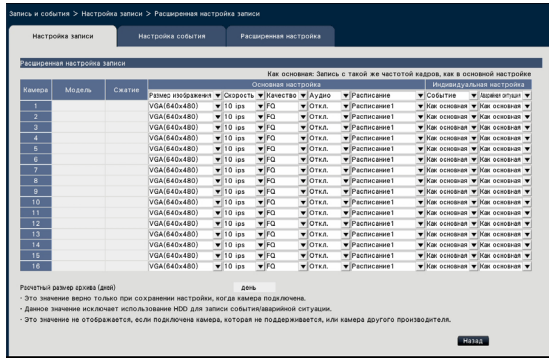 Запись и события > Настройка записи > Расширенная настройка записи
Настройка записи Настройка события Расширенная настройка
Расширенная настройка записи
Как основная: Запись с такой же частотой кадров, как в основной настройке
Камера Модель Сжатие Основная настройка Индивидуальная настройка
Размер изображения Скорость Качество Аудио Расписание Событие Аварийная ситуация
1 VGA(640x480) 10 ips FQ Откл. Расписание1 Как основная Как основная
2 VGA(640x480) 10 ips FQ Откл. Расписание1 Как основная Как основная
3 VGA(640x480) 10 ips FQ Откл. Расписание1 Как основная Как основная
4 VGA(640x480) 10 ips FQ Откл. Расписание1 Как основная Как основная
5 VGA(640x480) 10 ips FQ Откл. Расписание1 Как основная Как основная
6 VGA(640x480) 10 ips FQ Откл. Расписание1 Как основная Как основная
7 VGA(640x480) 10 ips FQ Откл. Расписание1 Как основная Как основная
8 VGA(640x480) 10 ips FQ Откл. Расписание1 Как основная Как основная
9 VGA(640x480) 10 ips FQ Откл. Расписание1 Как основная Как основная
10 VGA(640x480) 10 ips FQ Откл. Расписание1 Как основная Как основная
11 VGA(640x480) 10 ips FQ Откл. Расписание1 Как основная Как основная
12 VGA(640x480) 10 ips FQ Откл. Расписание1 Как основная Как основная
13 VGA(640x480) 10 ips FQ Откл. Расписание1 Как основная Как основная
14 VGA(640x480) 10 ips FQ Откл. Расписание1 Как основная Как основная
15 VGA(640x480) 10 ips FQ Откл. Расписание1 Как основная Как основная
16 VGA(640x480) 10 ips FQ Откл. Расписание1 Как основная Как основная
Расчетный размер архива (дней) день
· Это значение верно только при сохранении настройки, когда камера подключена.
· Данное значение исключает использование HDD для записи события/аварийной ситуации.
· Это значение не отображается, если подключена камера, которая не поддерживается, или камера другого производителя.
Назад